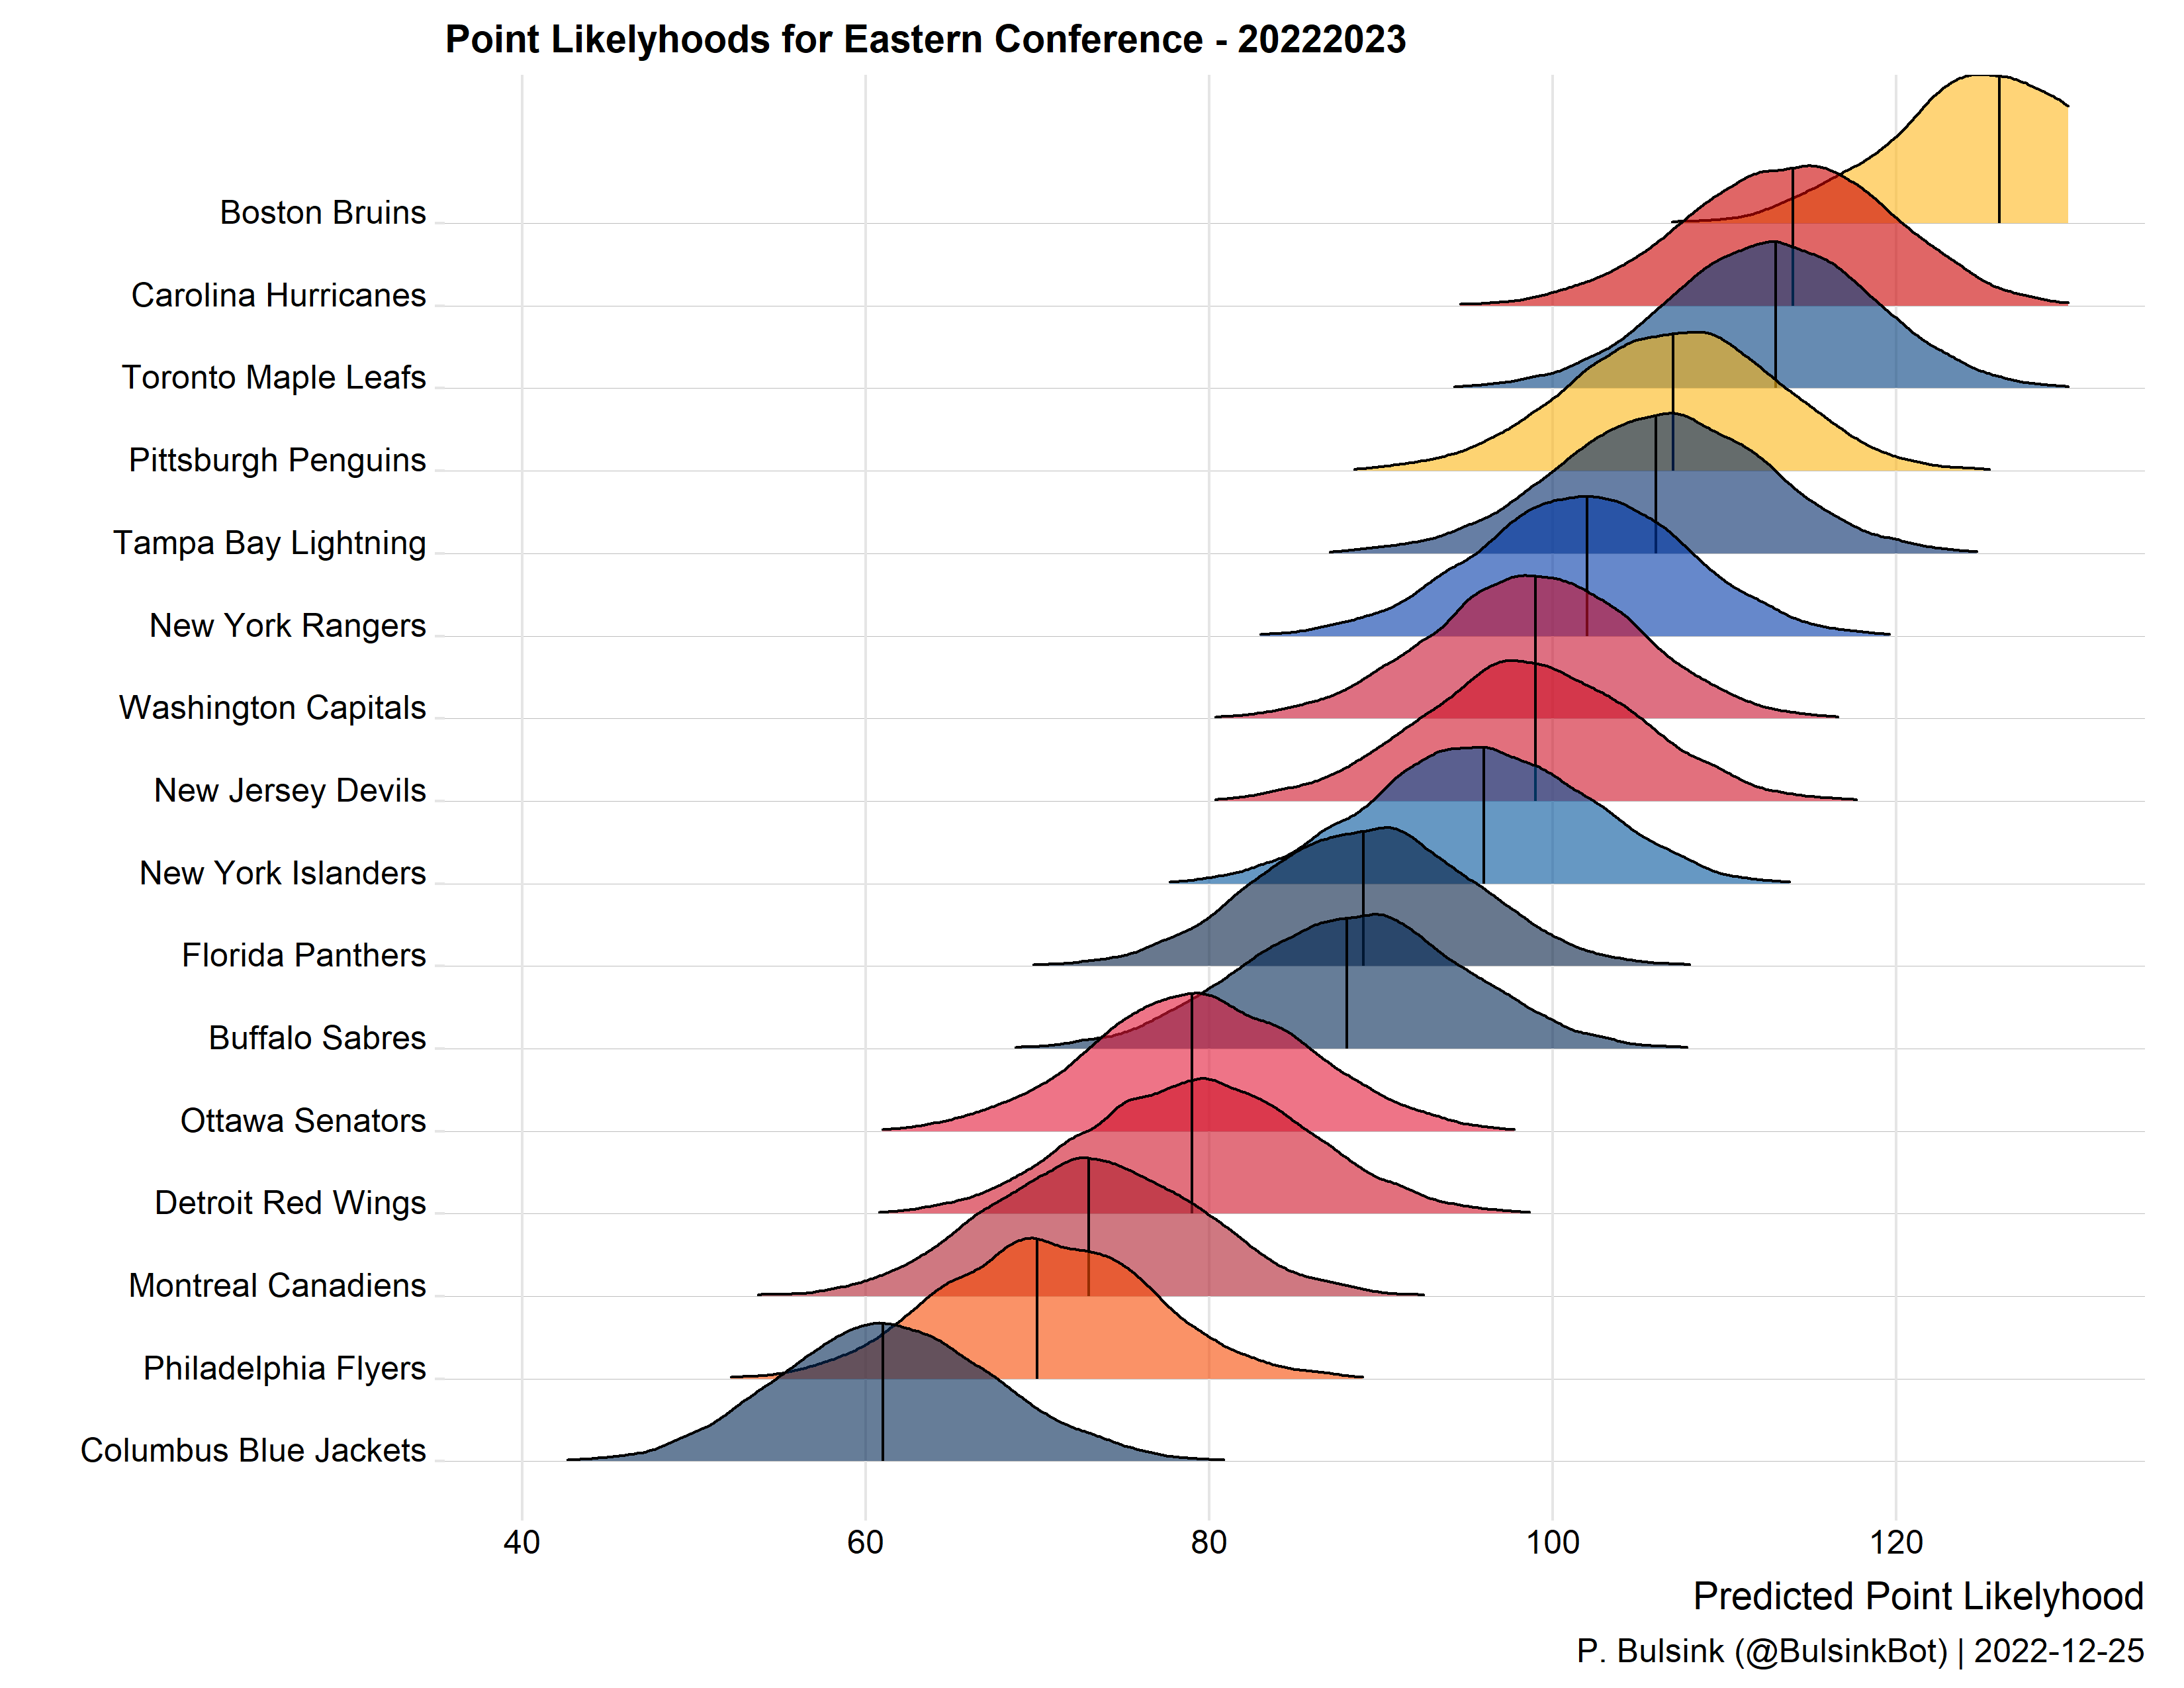 Point Likelyhoods for Eastern Conference - 20222023
Boston Bruins
Carolina Hurricanes
Toronto Maple Leafs
Pittsburgh Penguins
Tampa Bay Lightning
New York Rangers
Washington Capitals
New Jersey Devils
New York Islanders
Florida Panthers
Buffalo Sabres
Ottawa Senators
Detroit Red Wings
Montreal Canadiens
Philadelphia Flyers
Columbus Blue Jackets
40 60 80 100 120
Predicted Point Likelyhood
P. Bulsink (@BulsinkBot) | 2022-12-25